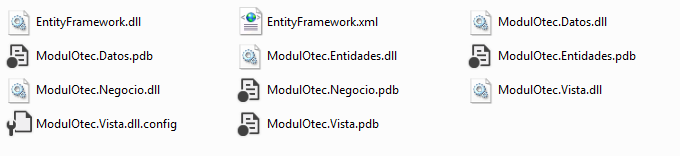 EntityFramework.dll
EntityFramework.xml
ModulOtec.Datos.dll
ModulOtec.Datos.pdb
ModulOtec.Entidades.dll
ModulOtec.Entidades.pdb
ModulOtec.Negocio.dll
ModulOtec.Negocio.pdb
ModulOtec.Vista.dll
ModulOtec.Vista.dll.config
ModulOtec.Vista.pdb